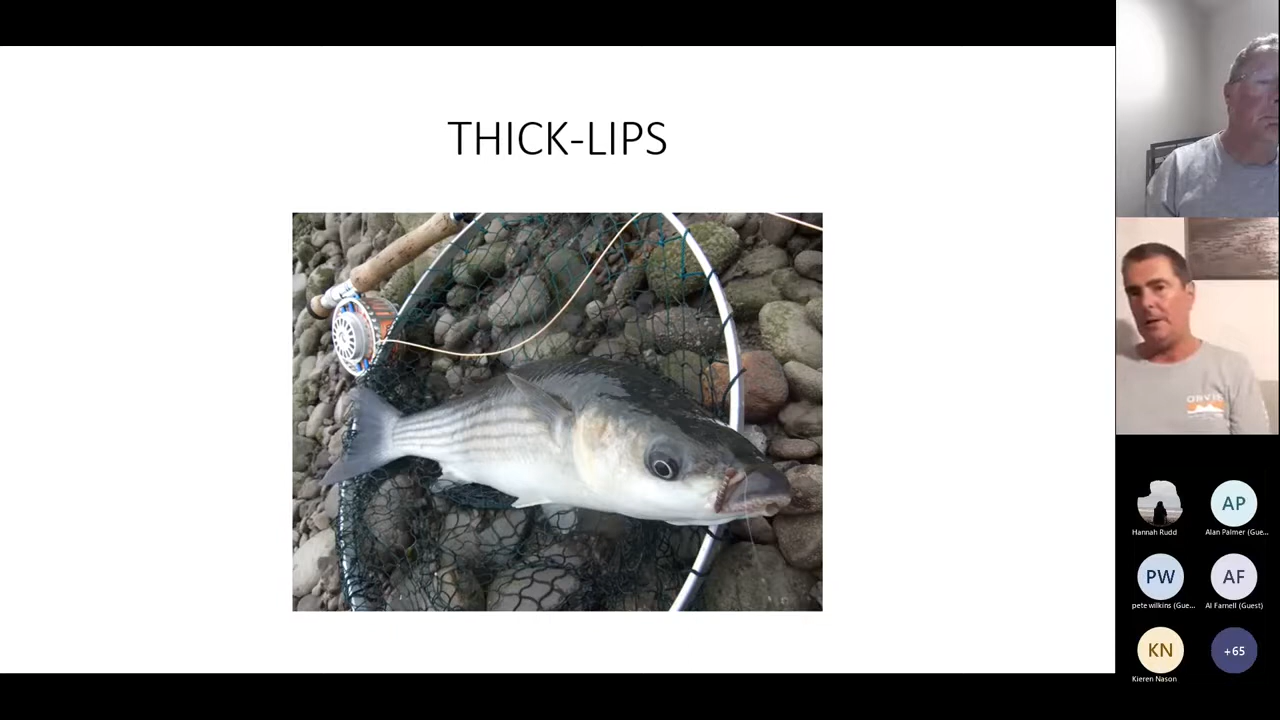 THICK-LIPS
ORVIS
Hannah Rudd
AP
Alan Palmer (Gue...
PW
pete wilkins (Gue...
AF
Al Farnell (Guest)
KN
Kieren Nason
+65